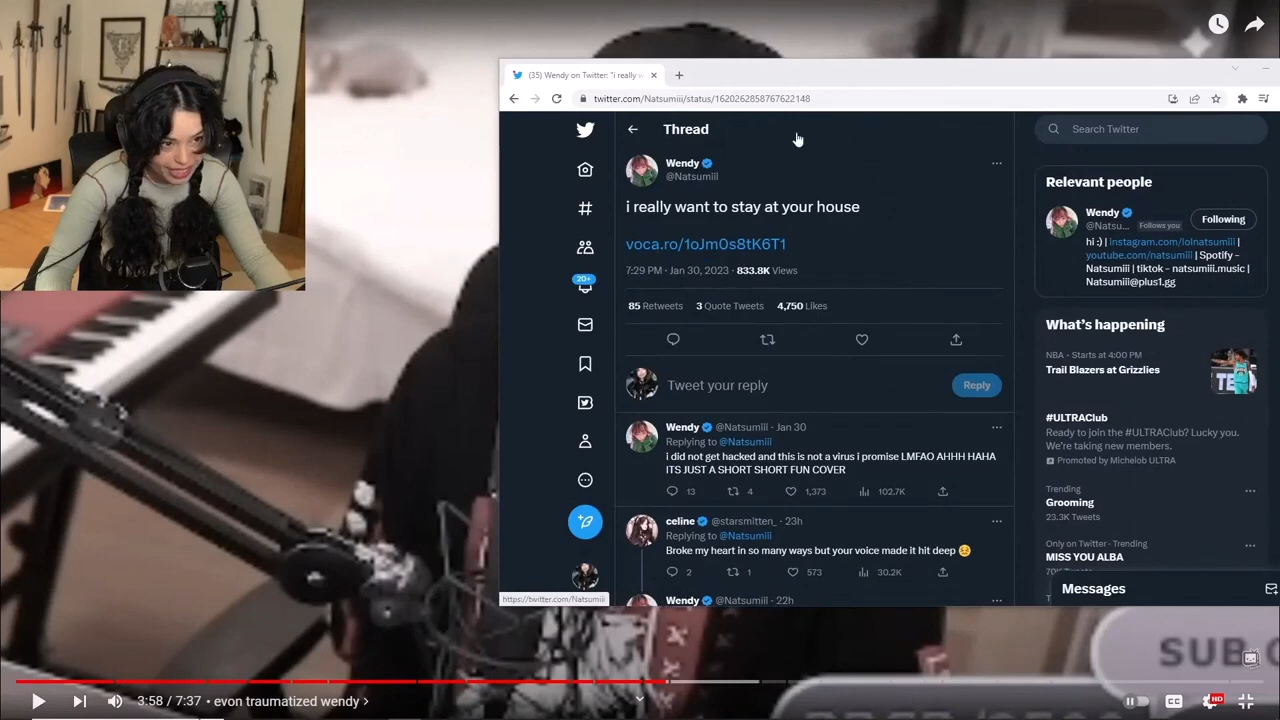 (35) Wendy on Twitter: "i really w
twitter.com/Natsumiii/status/1620262858767622148
Thread
Search Twitter
Wendy
@Natsumiii
i really want to stay at your house
voca.ro/1oJm0s8tK6T1
7:29 PM · Jan 30, 2023 · 833.8K Views
85 Retweets 3 Quote Tweets 4,750 Likes
20+
Tweet your reply
Reply
Wendy @Natsumiii · Jan 30
Replying to @Natsumiii
i did not get hacked and this is not a virus i promise LMFAO AHHH HAHA
ITS JUST A SHORT SHORT FUN COVER
13 4 1,373 102.7K
celine @starsmitten_ · 23h
Replying to @Natsumiii
Broke my heart in so many ways but your voice made it hit deep
2 1 573 30.2K
Wendy @Natsumiii · 22h
https://twitter.com/Natsumiii
Relevant people
Wendy
@Natsu... Follows you
Following
hi :) | instagram.com/lolnatsumiii |
youtube.com/natsumiii | Spotify -
Natsumiii | tiktok - natsumiii.music |
Natsumiii@plus1.gg
What's happening
NBA · Starts at 4:00 PM
Trail Blazers at Grizzlies
#ULTRAClub
Ready to join the #ULTRAClub? Lucky you.
We're taking new members.
Promoted by Michelob ULTRA
Trending
Grooming
23.3K Tweets
Only on Twitter · Trending
MISS YOU ALBA
Messages
SUB
3:58 / 7:37 • evon traumatized wendy >
CC
HD